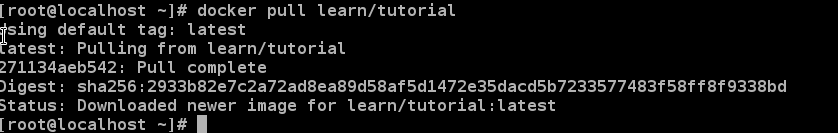 [root@localhost ~]# docker pull learn/tutorial
Using default tag: latest
latest: Pulling from learn/tutorial
271134aeb542: Pull complete
Digest: sha256:2933b82e7c2a72ad8ea89d58af5d1472e35dacd5b7233577483f58ff8f9338bd
Status: Downloaded newer image for learn/tutorial:latest
[root@localhost ~]#